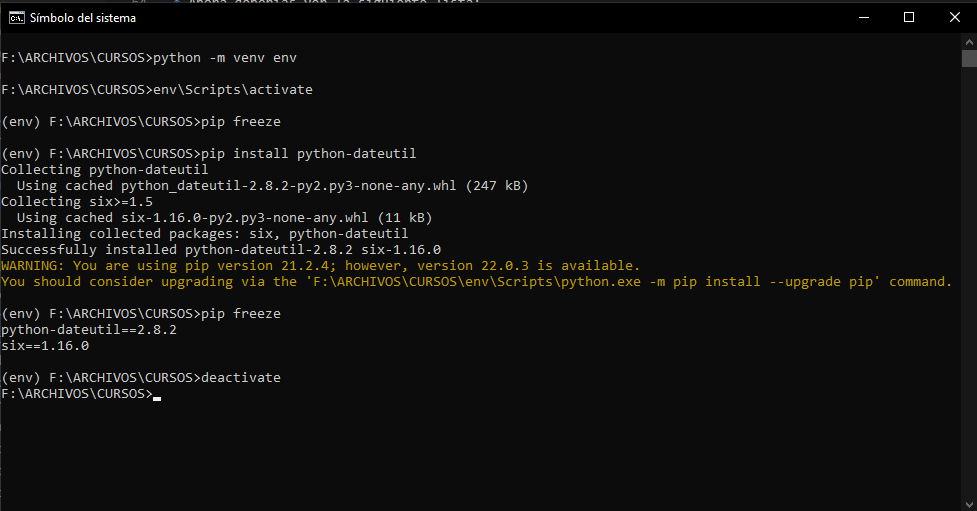 Símbolo del sistema
F:\ARCHIVOS\CURSOS>python -m venv env
F:\ARCHIVOS\CURSOS>env\Scripts\activate
(env) F:\ARCHIVOS\CURSOS>pip freeze
(env) F:\ARCHIVOS\CURSOS>pip install python-dateutil
Collecting python-dateutil
  Using cached python_dateutil-2.8.2-py2.py3-none-any.whl (247 kB)
Collecting six>=1.5
  Using cached six-1.16.0-py2.py3-none-any.whl (11 kB)
Installing collected packages: six, python-dateutil
Successfully installed python-dateutil-2.8.2 six-1.16.0
WARNING: You are using pip version 21.2.4; however, version 22.0.3 is available.
You should consider upgrading via the 'F:\ARCHIVOS\CURSOS\env\Scripts\python.exe -m pip install --upgrade pip' command.
(env) F:\ARCHIVOS\CURSOS>pip freeze
python-dateutil==2.8.2
six==1.16.0
(env) F:\ARCHIVOS\CURSOS>deactivate
F:\ARCHIVOS\CURSOS>